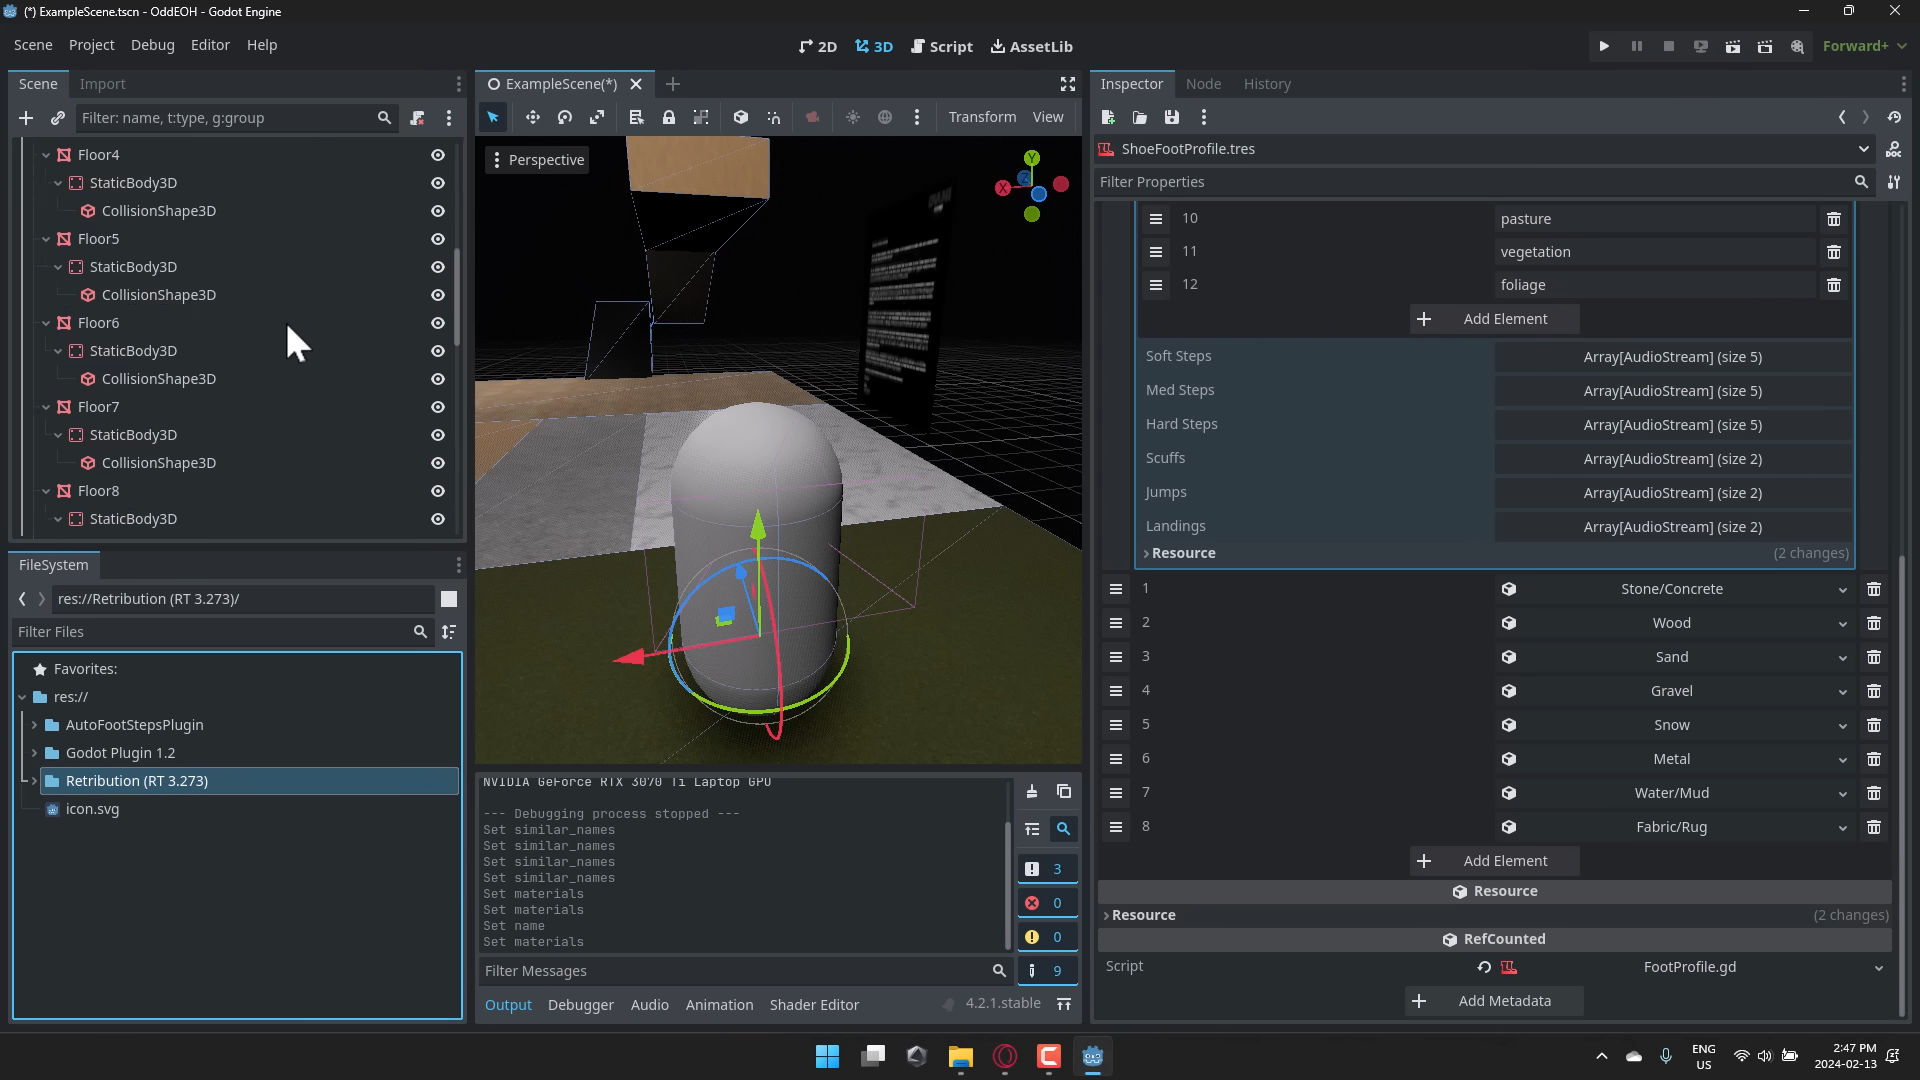 (*) ExampleScene.tscn - OddEOH - Godot Engine
Scene Project Debug Editor Help
2D 3D Script AssetLib
Forward+
Scene Import
Filter: name, t:type, g:group
Floor4
StaticBody3D
CollisionShape3D
Floor5
StaticBody3D
CollisionShape3D
Floor6
StaticBody3D
CollisionShape3D
Floor7
StaticBody3D
CollisionShape3D
Floor8
StaticBody3D
FileSystem
res://Retribution (RT 3.273)/
Filter Files
Favorites:
res://
AutoFootStepsPlugin
Godot Plugin 1.2
Retribution (RT 3.273)
icon.svg
ExampleScene(*)
Transform View
Perspective
Y
X
Z
NVIDIA GeForce RTX 3070 Ti Laptop GPU
--- Debugging process stopped ---
Set similar_names
Set similar_names
Set similar_names
Set similar_names
Set materials
Set materials
Set name
Set materials
3
0
0
9
Filter Messages
Output Debugger Audio Animation Shader Editor 4.2.1.stable
Inspector Node History
ShoeFootProfile.tres
Filter Properties
10 pasture
11 vegetation
12 foliage
Add Element
Soft Steps Array[AudioStream] (size 5)
Med Steps Array[AudioStream] (size 5)
Hard Steps Array[AudioStream] (size 5)
Scuffs Array[AudioStream] (size 2)
Jumps Array[AudioStream] (size 2)
Landings Array[AudioStream] (size 2)
Resource (2 changes)
1 Stone/Concrete
2 Wood
3 Sand
4 Gravel
5 Snow
6 Metal
7 Water/Mud
8 Fabric/Rug
Add Element
Resource
Resource (2 changes)
RefCounted
Script FootProfile.gd
Add Metadata
ENG
US
2:47 PM
2024-02-13